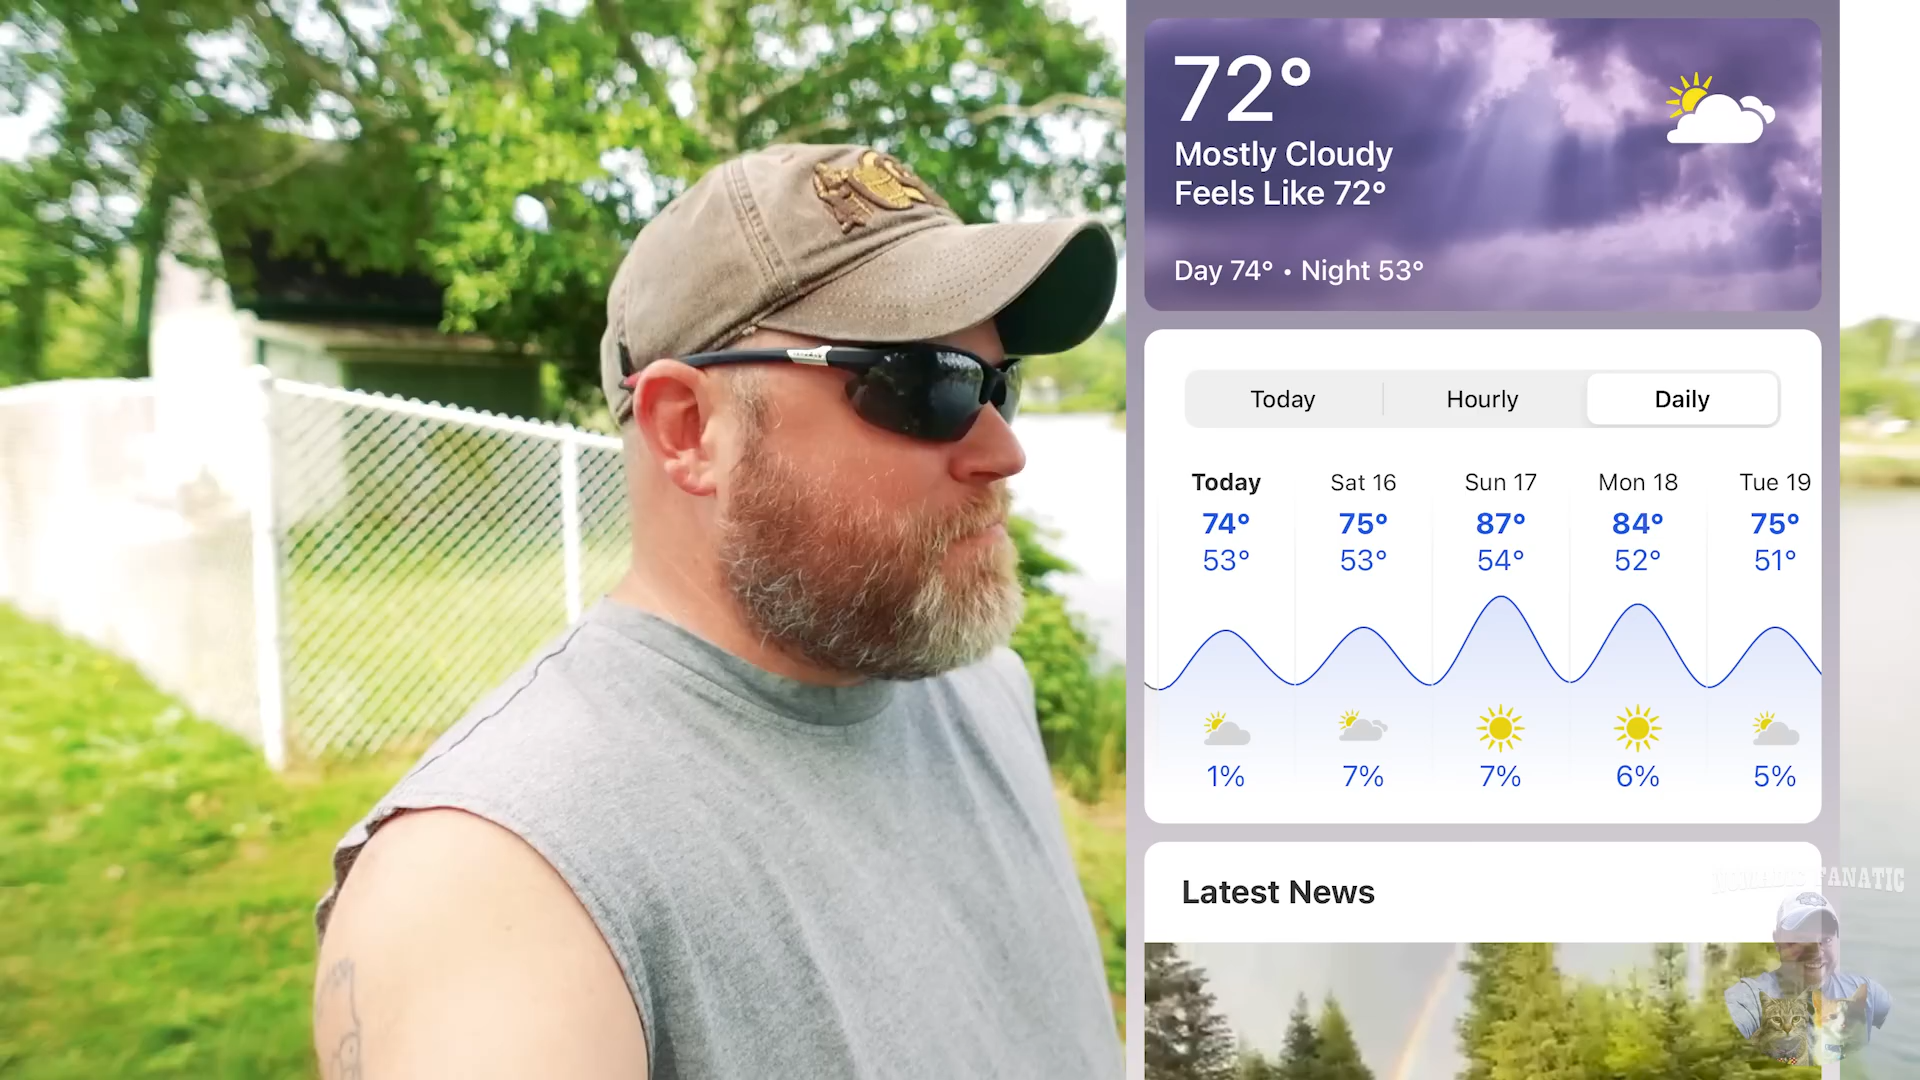 72°
Mostly Cloudy
Feels Like 72°
Day 74° • Night 53°
Today Hourly Daily
Today Sat 16 Sun 17 Mon 18 Tue 19
74° 75° 87° 84° 75°
53° 53° 54° 52° 51°
1% 7% 7% 6% 5%
Latest News
FANATIC